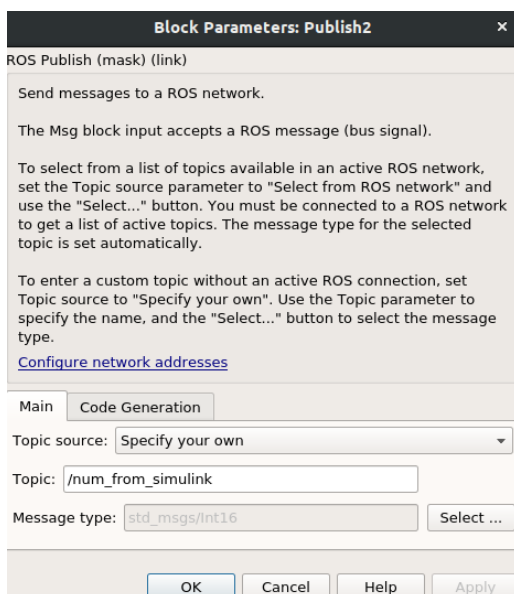 Block Parameters: Publish2
×
ROS Publish (mask) (link)
Send messages to a ROS network.
The Msg block input accepts a ROS message (bus signal).
To select from a list of topics available in an active ROS network,
set the Topic source parameter to "Select from ROS network" and
use the "Select..." button. You must be connected to a ROS network
to get a list of active topics. The message type for the selected
topic is set automatically.
To enter a custom topic without an active ROS connection, set
Topic source to "Specify your own". Use the Topic parameter to
specify the name, and the "Select..." button to select the message
type.
Configure network addresses
Main Code Generation
Topic source: Specify your own
Topic: /num_from_simulink
Message type: std_msgs/Int16 Select ...
OK Cancel Help Apply